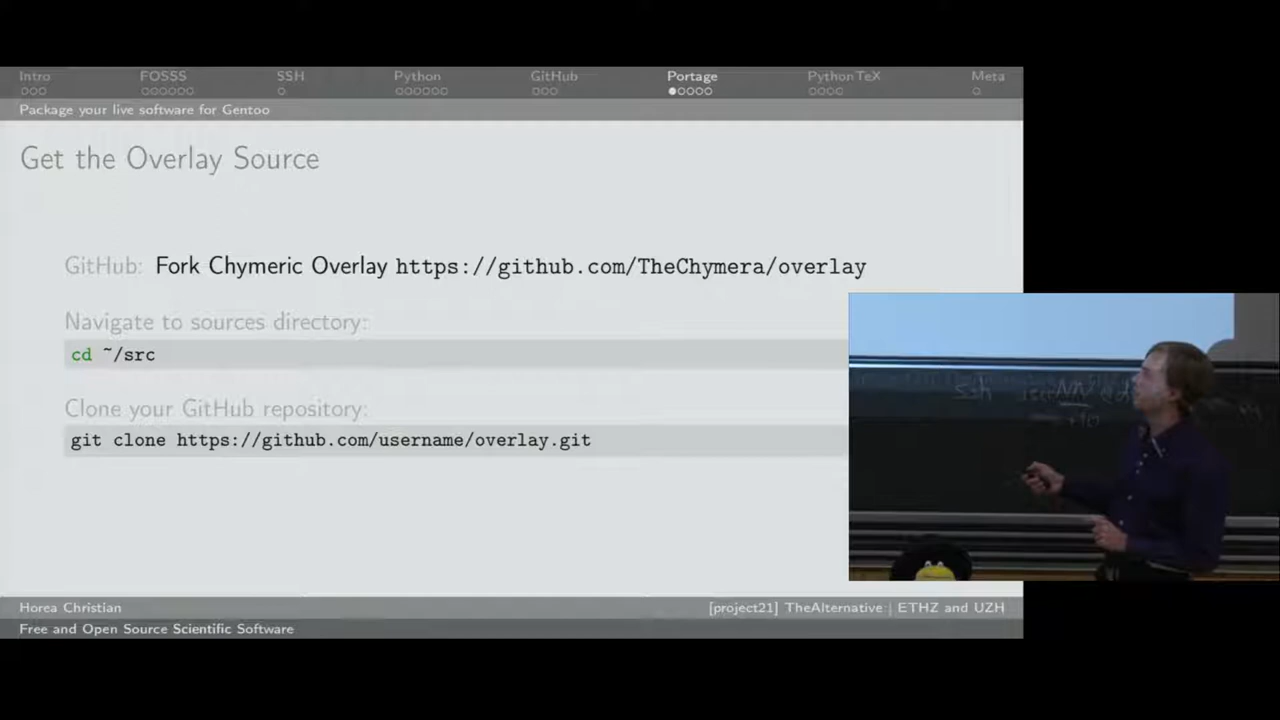 Intro FOSSS SSH Python GitHub Portage PythonTeX Meta
Package your live software for Gentoo
Get the Overlay Source
GitHub: Fork Chymeric Overlay https://github.com/TheChymera/overlay
Navigate to sources directory:
cd ~/src
Clone your GitHub repository:
git clone https://github.com/username/overlay.git
ssh
Horea Christian [project21] TheAlternative | ETHZ and UZH
Free and Open Source Scientific Software